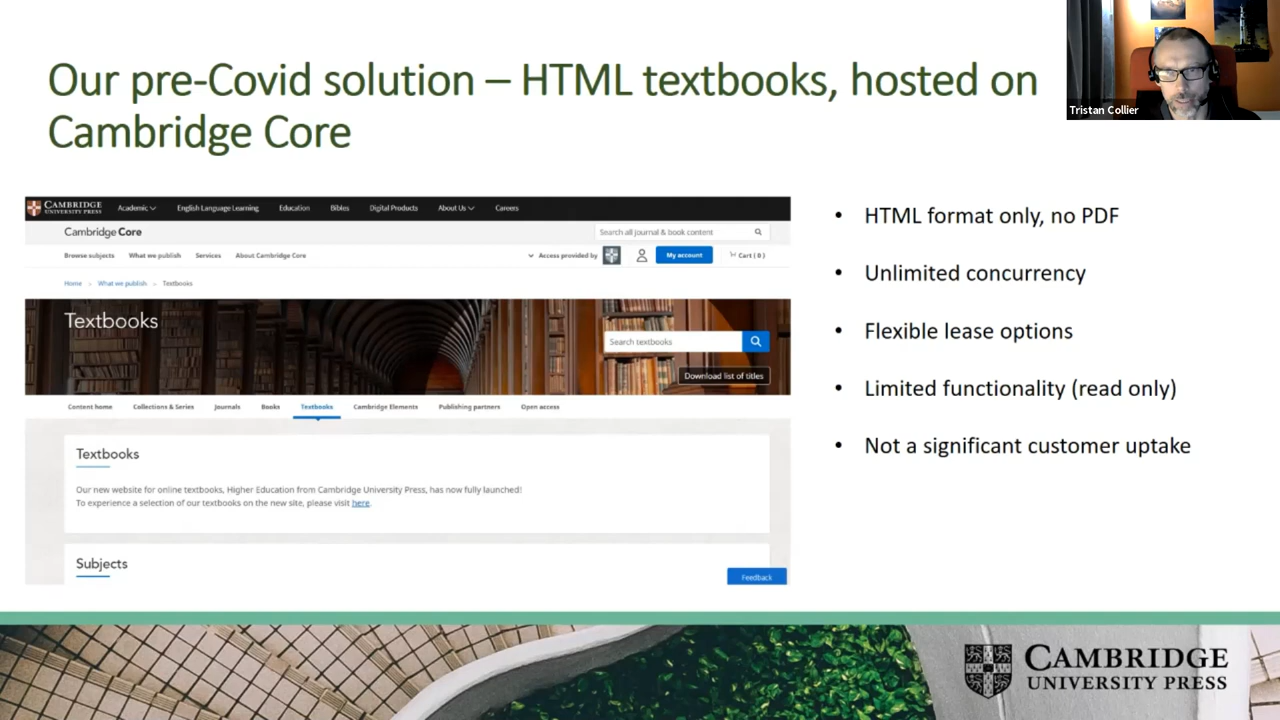 Our pre-Covid solution – HTML textbooks, hosted on
Cambridge Core
Tristan Collier
CAMBRIDGE
UNIVERSITY PRESS
Academic
English Language Learning
Education
Bibles
Digital Products
About Us
Careers
Cambridge Core
Search all journal & book content
Browse subjects
What we publish
Services
About Cambridge Core
Access provided by
My account
Cart ( 0 )
Home > What we publish > Textbooks
Textbooks
Search textbooks
Download list of titles
Content home
Collections & Series
Journals
Books
Textbooks
Cambridge Elements
Publishing partners
Open access
Textbooks
Our new website for online textbooks, Higher Education from Cambridge University Press, has now fully launched!
To experience a selection of our textbooks on the new site, please visit here.
Subjects
Feedback
• HTML format only, no PDF
• Unlimited concurrency
• Flexible lease options
• Limited functionality (read only)
• Not a significant customer uptake
CAMBRIDGE
UNIVERSITY PRESS